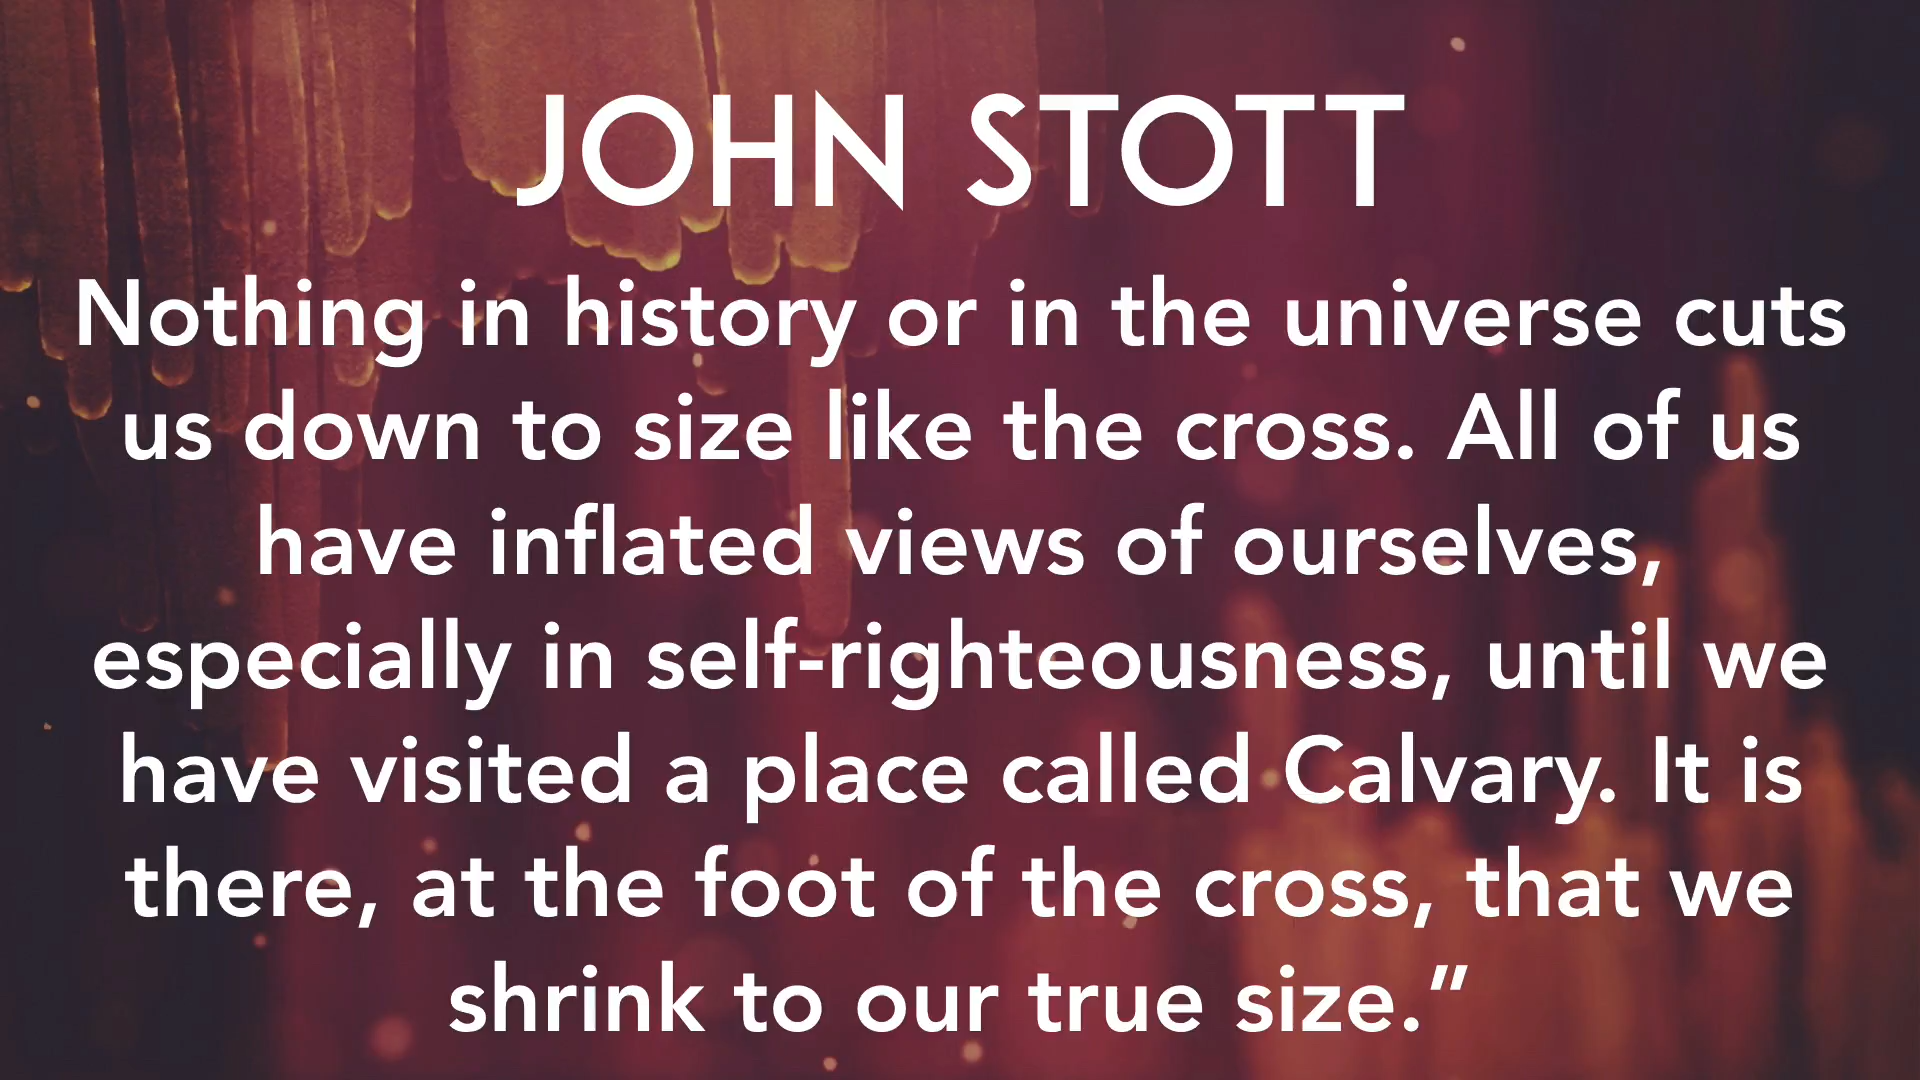 JOHN STOTT
Nothing in history or in the universe cuts
us down to size like the cross. All of us
have inflated views of ourselves,
especially in self-righteousness, until we
have visited a place called Calvary. It is
there, at the foot of the cross, that we
shrink to our true size.”